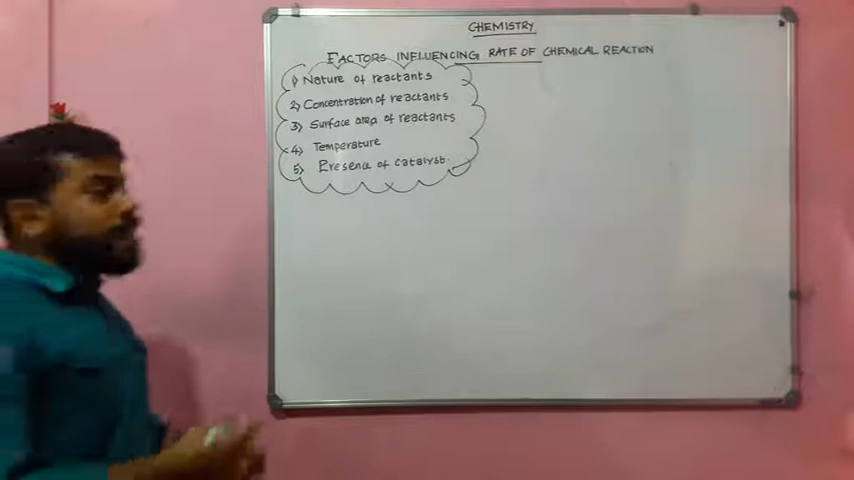 CHEMISTRY
FACTORS INFLUENCING RATE OF CHEMICAL REACTION
1) Nature of reactants
2) Concentration of reactants
3) Surface area of reactants
4) Temperature
5) Presence of catalyst.